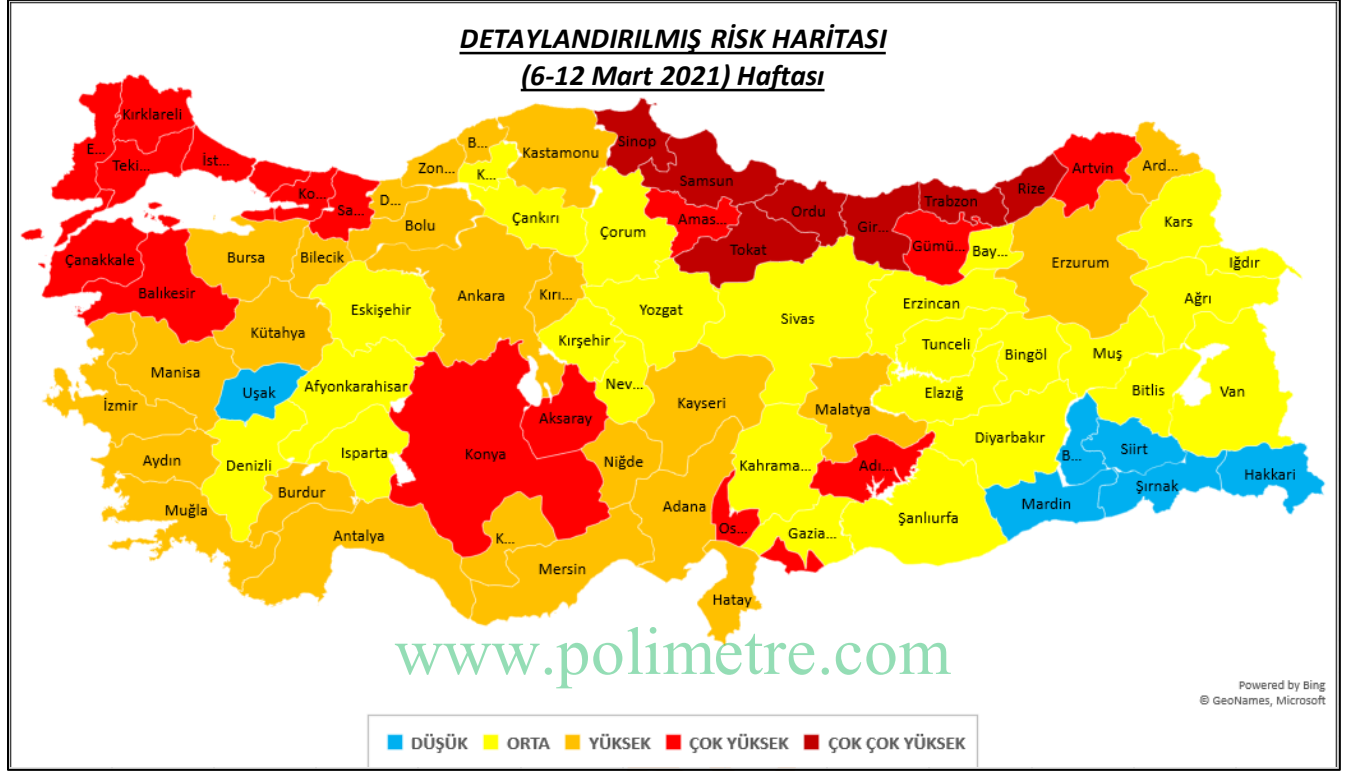 DETAYLANDIRILMIŞ RİSK HARİTASI
(6-12 Mart 2021) Haftası
Kırklareli
E...
Teki...
İst...
Ko...
Sa...
D...
Zon...
B...
K...
Kastamonu
Sinop
Samsun
Ordu
Gir...
Trabzon
Rize
Artvin
Ard...
Çanakkale
Balıkesir
Bursa
Bilecik
Bolu
Çankırı
Çorum
Amas...
Tokat
Gümü...
Bay...
Erzurum
Kars
Iğdır
Ağrı
Kütahya
Eskişehir
Ankara
Kırı...
Kırşehir
Yozgat
Sivas
Erzincan
Tunceli
Bingöl
Muş
Bitlis
Van
Manisa
İzmir
Uşak
Afyonkarahisar
Konya
Aksaray
Nev...
Kayseri
Malatya
Elazığ
Diyarbakır
B...
Siirt
Şırnak
Hakkari
Mardin
Aydın
Denizli
Isparta
Muğla
Burdur
Antalya
K...
Mersin
Niğde
Adana
Kahrama...
Adı...
Os...
Gazia...
Şanlıurfa
Hatay
www.polimetre.com
Powered by Bing
© GeoNames, Microsoft
DÜŞÜK ORTA YÜKSEK ÇOK YÜKSEK ÇOK ÇOK YÜKSEK